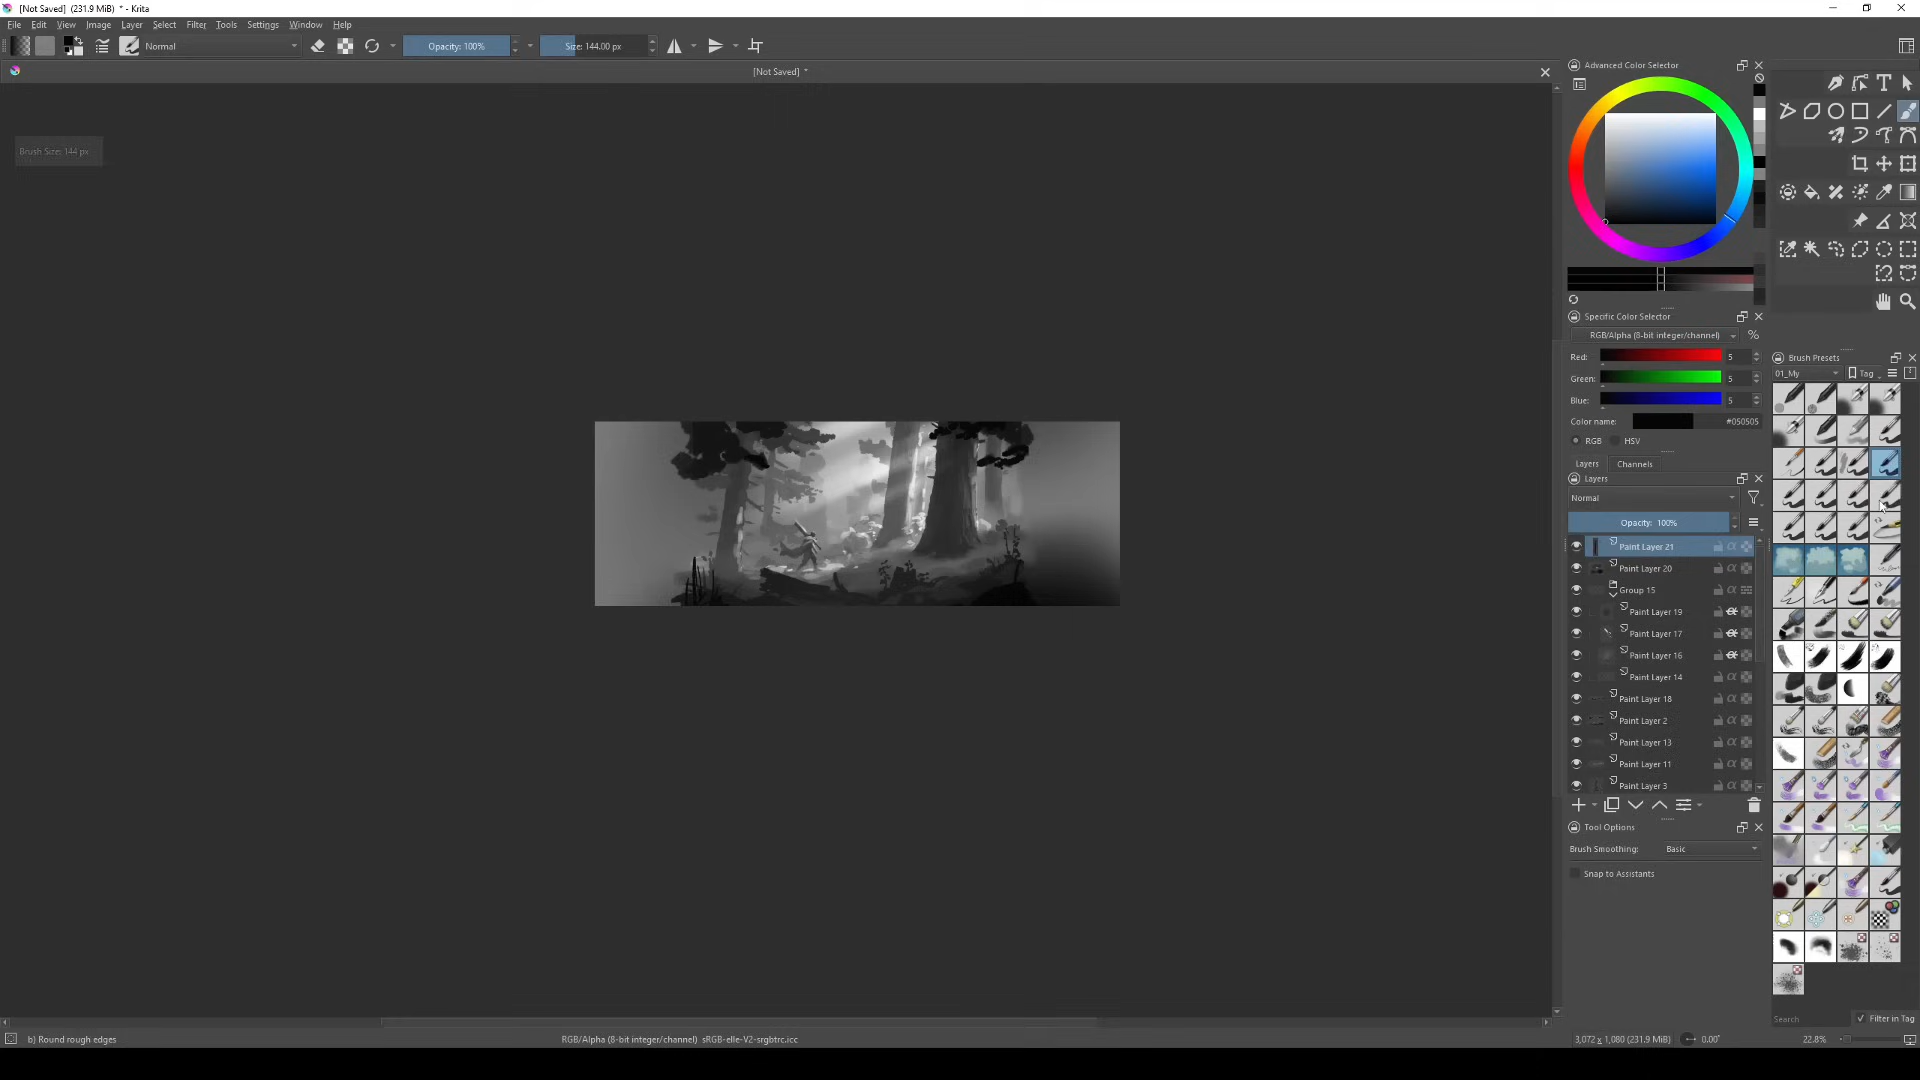 [Not Saved] (231.9 MiB) * - Krita
File Edit View Image Layer Select Filter Tools Settings Window Help
Normal
Opacity: 100%
Size: 144.00 px
[Not Saved] *
Brush Size: 144 px
Advanced Color Selector
Specific Color Selector
RGB/Alpha (8-bit integer/channel)
%
Red: 5
Green: 5
Blue: 5
Color name: #050505
RGB HSV
Layers Channels
Layers
Normal
Opacity: 100%
Paint Layer 21
Paint Layer 20
Group 15
Paint Layer 19
Paint Layer 17
Paint Layer 16
Paint Layer 14
Paint Layer 18
Paint Layer 2
Paint Layer 13
Paint Layer 11
Paint Layer 3
Tool Options
Brush Smoothing: Basic
Snap to Assistants
Brush Presets
01_My
Tag
Search
Filter in Tag
b) Round rough edges
RGB/Alpha (8-bit integer/channel) sRGB-elle-V2-srgbtrc.icc
3,072 x 1,080 (231.9 MiB)
0.00°
22.8%